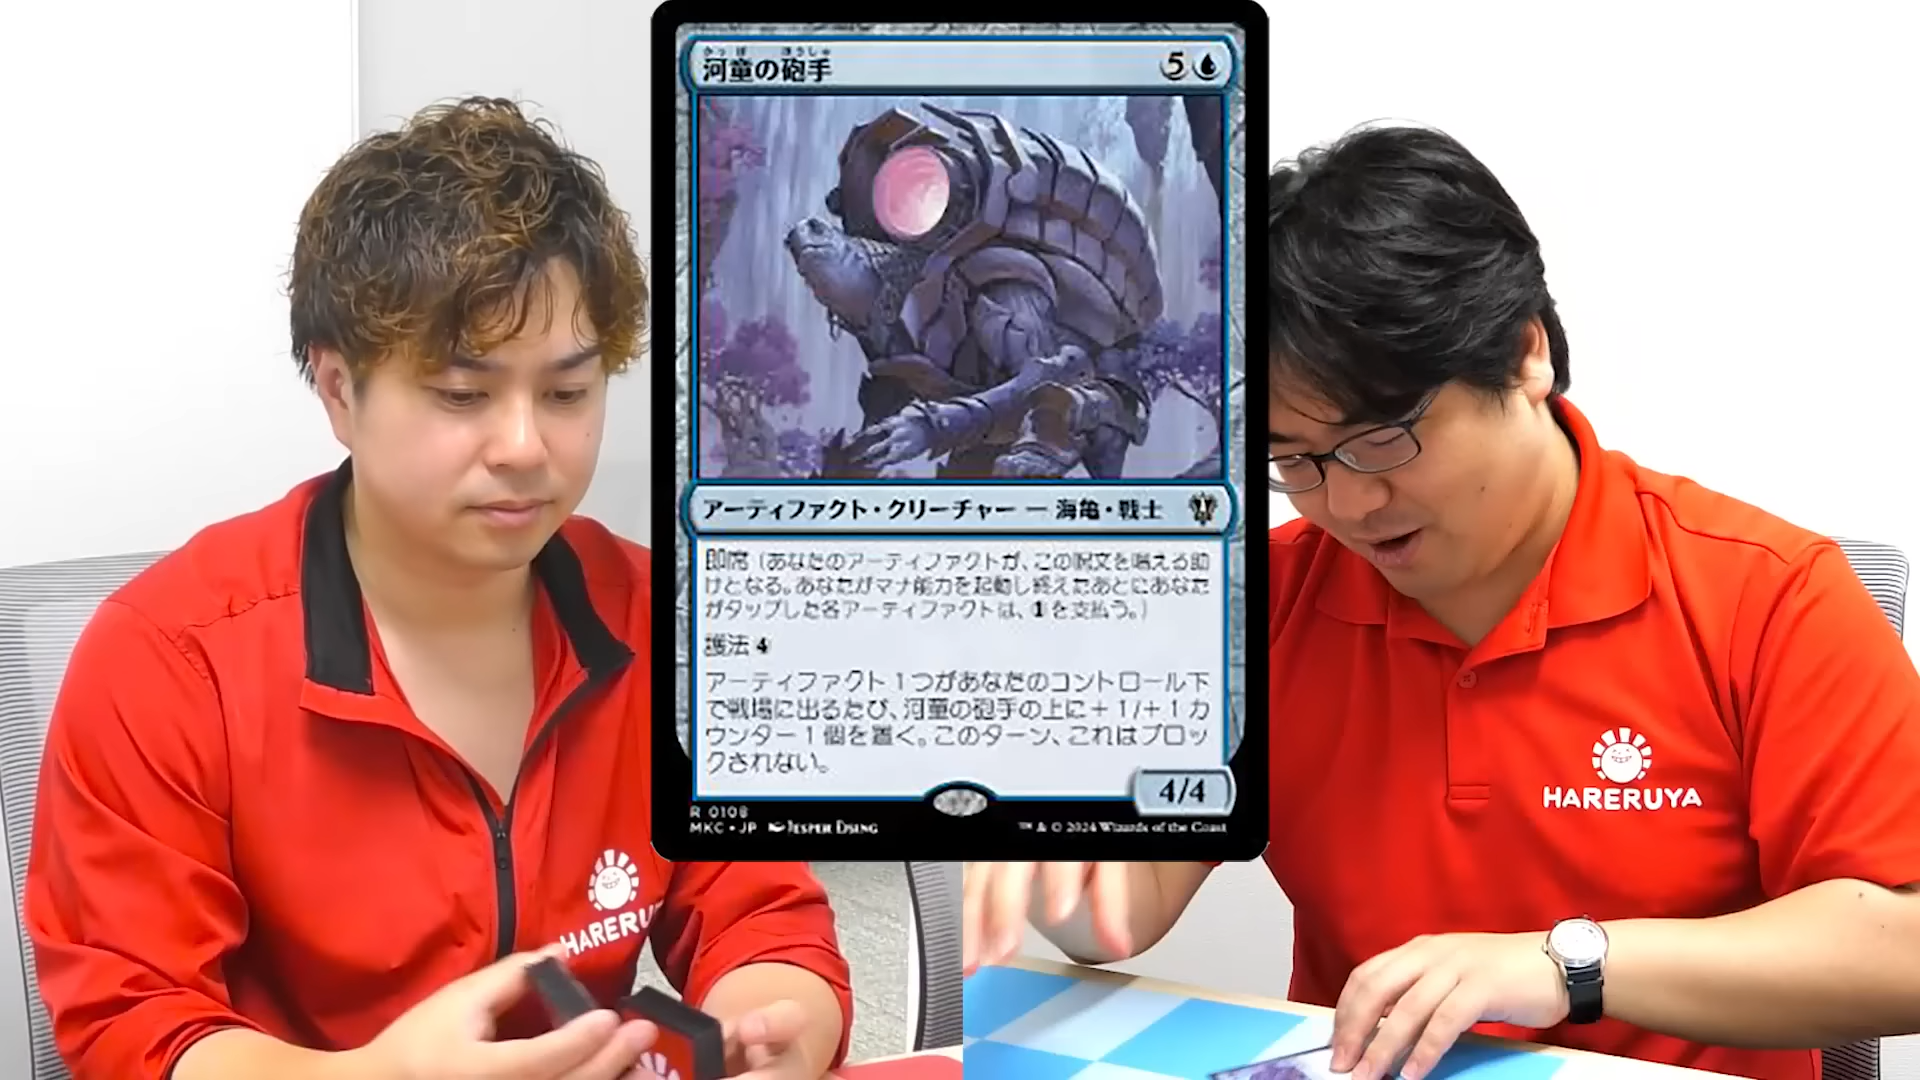 かっぱ ほうしゅ
河童の砲手 5
アーティファクト・クリーチャー ― 海亀・戦士
即席(あなたのアーティファクトが、この呪文を唱える助
けとなる。あなたがマナ能力を起動し終えたあとにあなた
がタップした各アーティファクトは、1を支払う。)
護法 4
アーティファクト1つがあなたのコントロール下
で戦場に出るたび、河童の砲手の上に+1/+1カ
ウンター1個を置く。このターン、これはブロッ
クされない。
4/4
R 0108
MKC・JP JESPER EJSING
™ & © 2024 Wizards of the Coast
HARERU
HARERUYA